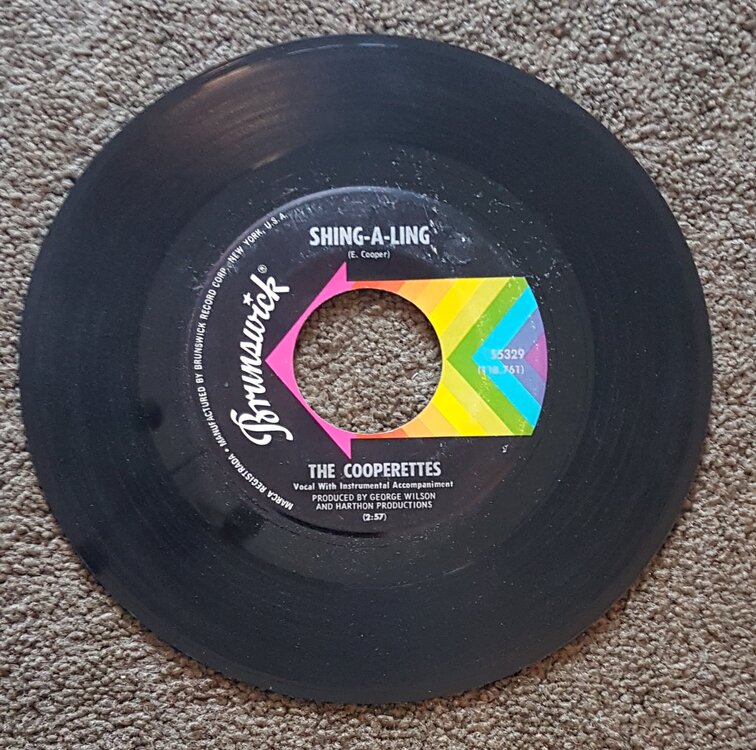 SHING-A-LING
(E. Cooper)
Brunswick®
MARCA REGISTRADA • MANUFACTURED BY BRUNSWICK RECORD CORP., NEW YORK, U.S.A.
55329
THE COOPERETTES
Vocal With Instrumental Accompaniment
PRODUCED BY GEORGE WILSON
AND HARTHON PRODUCTIONS
(2:57)